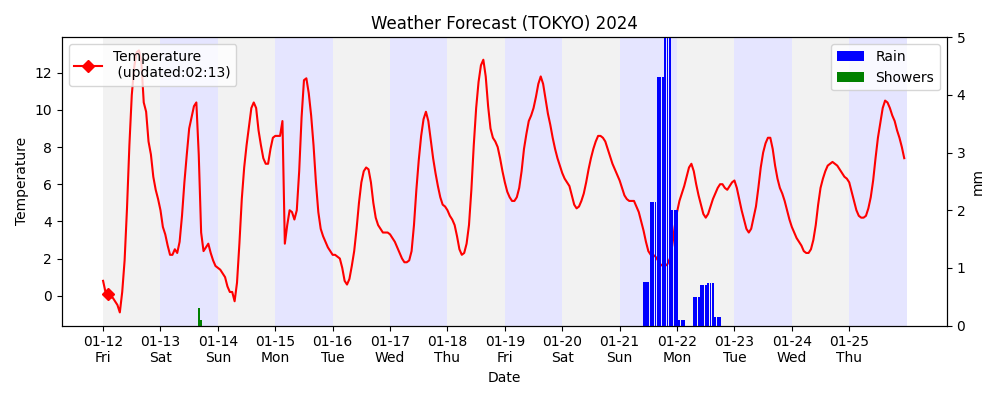 Weather Forecast (TOKYO) 2024
Temperature
(updated:02:13)
Rain
Showers
12
10
8
6
4
2
0
Temperature
5
4
3
2
1
0
mm
01-12 01-13 01-14 01-15 01-16 01-17 01-18 01-19 01-20 01-21 01-22 01-23 01-24 01-25
Fri Sat Sun Mon Tue Wed Thu Fri Sat Sun Mon Tue Wed Thu
Date